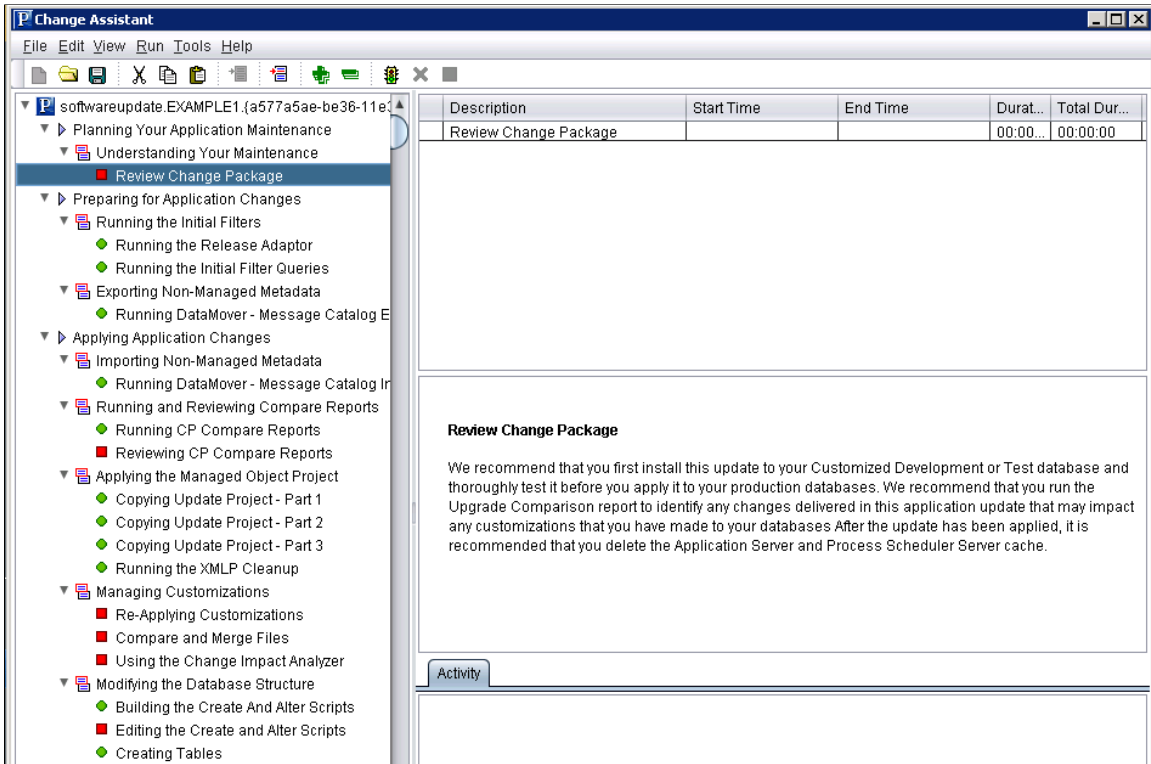 Change Assistant
File Edit View Run Tools Help
softwareupdate.EXAMPLE1.{a577a5ae-be36-11e
Planning Your Application Maintenance
Understanding Your Maintenance
Review Change Package
Preparing for Application Changes
Running the Initial Filters
Running the Release Adaptor
Running the Initial Filter Queries
Exporting Non-Managed Metadata
Running DataMover - Message Catalog E
Applying Application Changes
Importing Non-Managed Metadata
Running DataMover - Message Catalog Ir
Running and Reviewing Compare Reports
Running CP Compare Reports
Reviewing CP Compare Reports
Applying the Managed Object Project
Copying Update Project - Part 1
Copying Update Project - Part 2
Copying Update Project - Part 3
Running the XMLP Cleanup
Managing Customizations
Re-Applying Customizations
Compare and Merge Files
Using the Change Impact Analyzer
Modifying the Database Structure
Building the Create And Alter Scripts
Editing the Create and Alter Scripts
Creating Tables
Description Start Time End Time Durat... Total Dur...
Review Change Package 00:00... 00:00:00
Review Change Package
We recommend that you first install this update to your Customized Development or Test database and
thoroughly test it before you apply it to your production databases. We recommend that you run the
Upgrade Comparison report to identify any changes delivered in this application update that may impact
any customizations that you have made to your databases After the update has been applied, it is
recommended that you delete the Application Server and Process Scheduler Server cache.
Activity